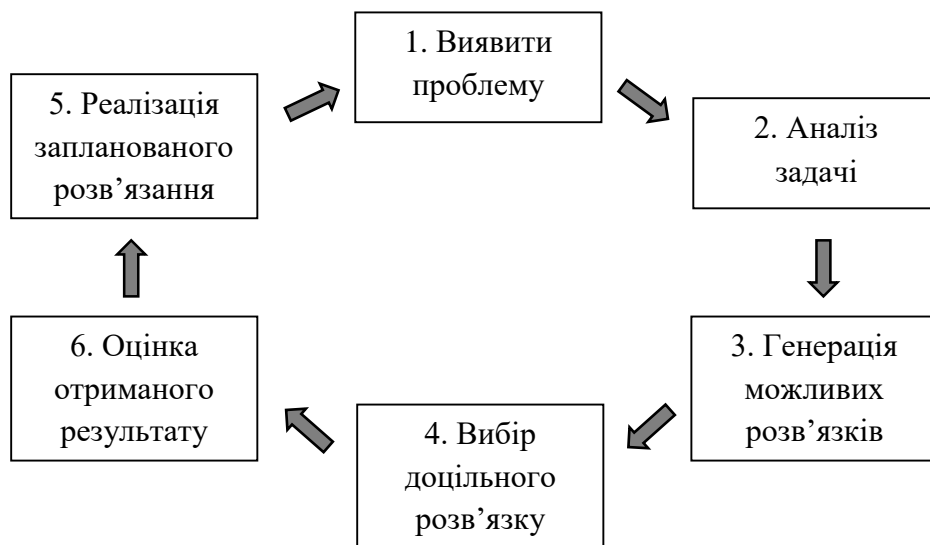 1. Виявити
проблему
2. Аналіз
задачі
3. Генерація
можливих
розв’язків
4. Вибір
доцільного
розв’язку
6. Оцінка
отриманого
результату
5. Реалізація
запланованого
розв’язання